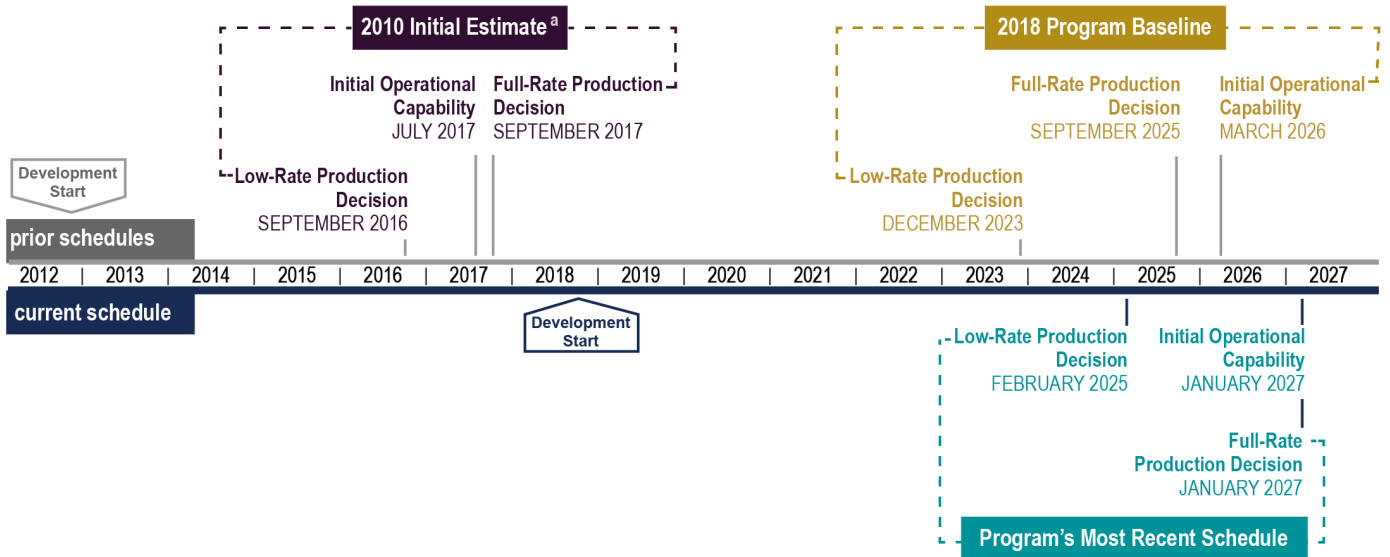 2010 Initial Estimate a
Initial Operational
Capability
JULY 2017
Full-Rate Production
Decision
SEPTEMBER 2017
Low-Rate Production
Decision
SEPTEMBER 2016
2018 Program Baseline
Full-Rate Production
Decision
SEPTEMBER 2025
Initial Operational
Capability
MARCH 2026
Low-Rate Production
Decision
DECEMBER 2023
Development
Start
prior schedules
2012 | 2013 | 2014 | 2015 | 2016 | 2017 | 2018 | 2019 | 2020 | 2021 | 2022 | 2023 | 2024 | 2025 | 2026 | 2027
current schedule
Development
Start
Low-Rate Production
Decision
FEBRUARY 2025
Initial Operational
Capability
JANUARY 2027
Full-Rate
Production Decision
JANUARY 2027
Program's Most Recent Schedule